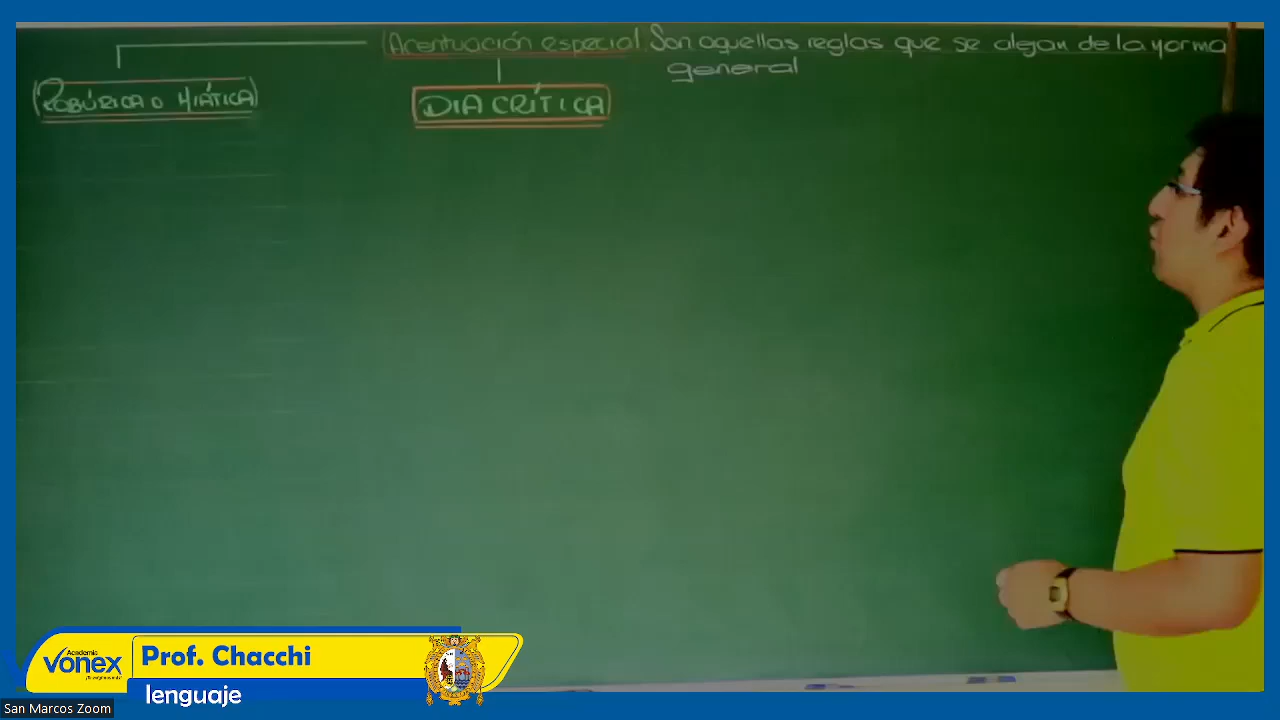 Acentuación especial. Son aquellas reglas que se alejan de la norma
general
(ROBÚRICA O HIÁTICA)
DIACRÍTICA
Academia
vonex
Prof. Chacchi
lenguaje
San Marcos Zoom